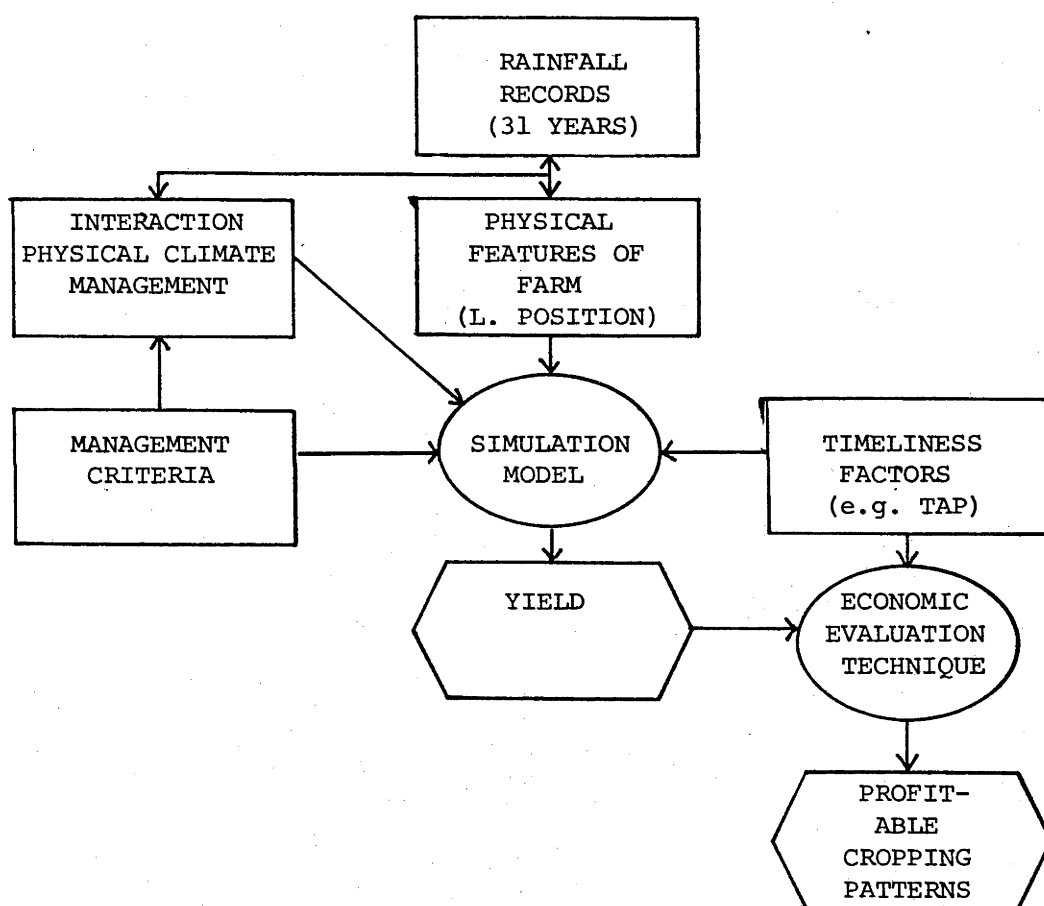 RAINFALL
RECORDS
(31 YEARS)
INTERACTION
PHYSICAL CLIMATE
MANAGEMENT
PHYSICAL
FEATURES OF
FARM
(L. POSITION)
MANAGEMENT
CRITERIA
SIMULATION
MODEL
TIMELINESS
FACTORS
(e.g. TAP)
YIELD
ECONOMIC
EVALUATION
TECHNIQUE
PROFIT-
ABLE
CROPPING
PATTERNS